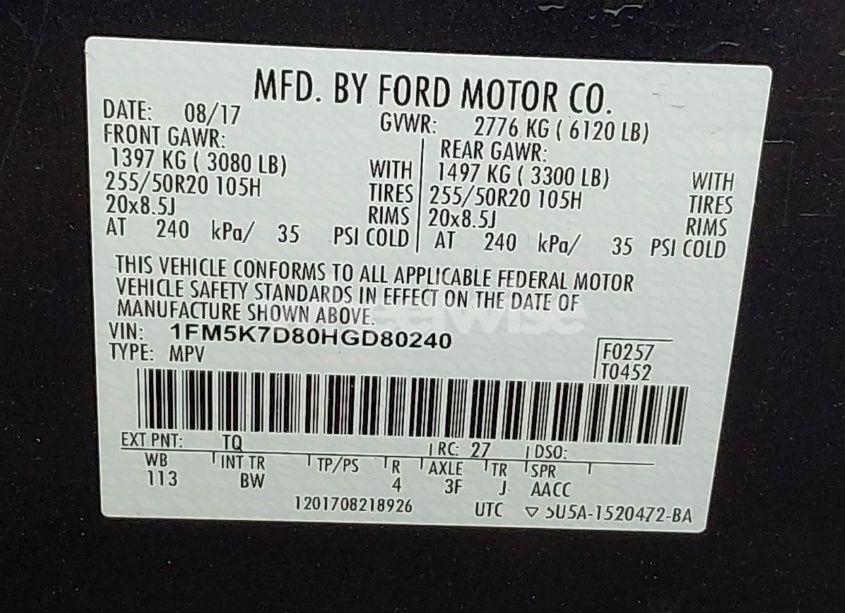 MFD. BY FORD MOTOR CO.
DATE: 08/17 GVWR: 2776 KG ( 6120 LB)
FRONT GAWR: REAR GAWR:
1397 KG ( 3080 LB) WITH 1497 KG ( 3300 LB) WITH
255/50R20 105H TIRES 255/50R20 105H TIRES
20x8.5J RIMS 20x8.5J RIMS
AT 240 kPa/ 35 PSI COLD AT 240 kPa/ 35 PSI COLD
THIS VEHICLE CONFORMS TO ALL APPLICABLE FEDERAL MOTOR
VEHICLE SAFETY STANDARDS IN EFFECT ON THE DATE OF
MANUFACTURE SHOWN ABOVE.
VIN: 1FM5K7D80HGD80240
TYPE: MPV
F0257
T0452
EXT PNT: TQ RC: 27 DSO:
WB INT TR TP/PS R AXLE TR SPR
113 BW 4 3F J AACC
1201708218926 UTC ▽ 5U5A-1520472-BA